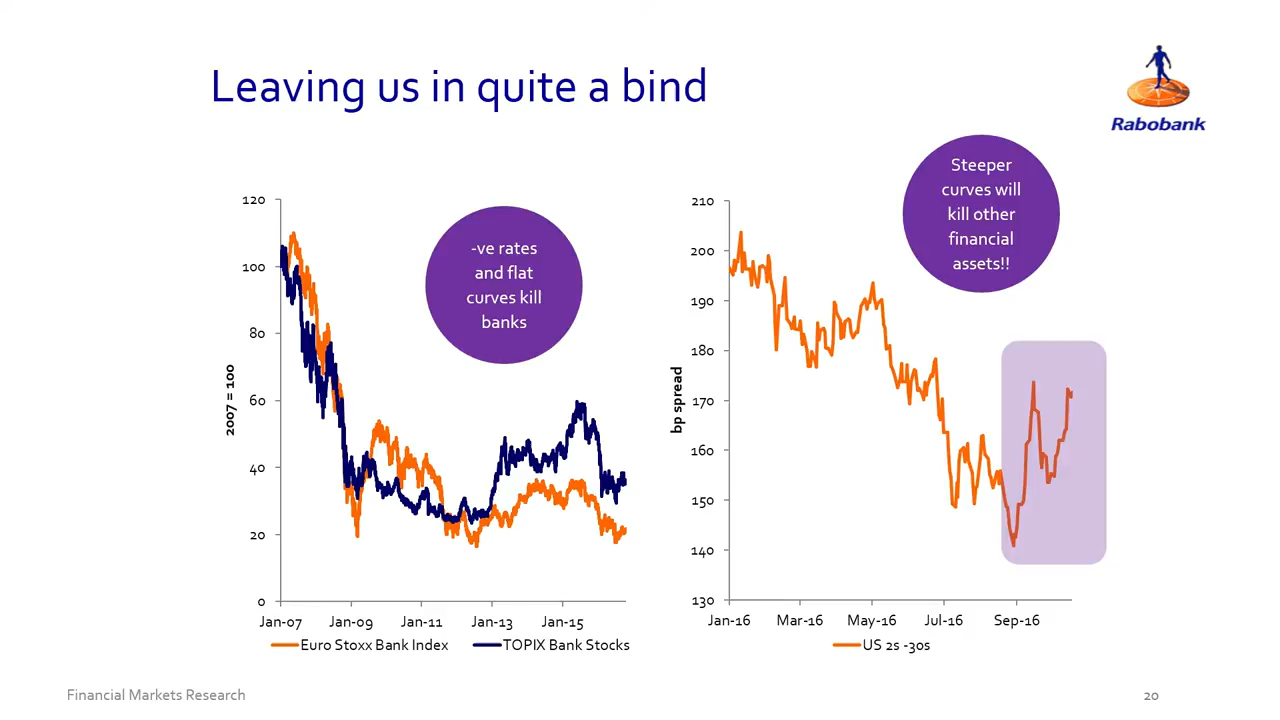 Leaving us in quite a bind
Rabobank
-ve rates
and flat
curves kill
banks
Steeper
curves will
kill other
financial
assets!!
2007 = 100
120
100
80
60
40
20
0
Jan-07 Jan-09 Jan-11 Jan-13 Jan-15
Euro Stoxx Bank Index TOPIX Bank Stocks
bp spread
210
200
190
180
170
160
150
140
130
Jan-16 Mar-16 May-16 Jul-16 Sep-16
US 2s -30s
Financial Markets Research
20